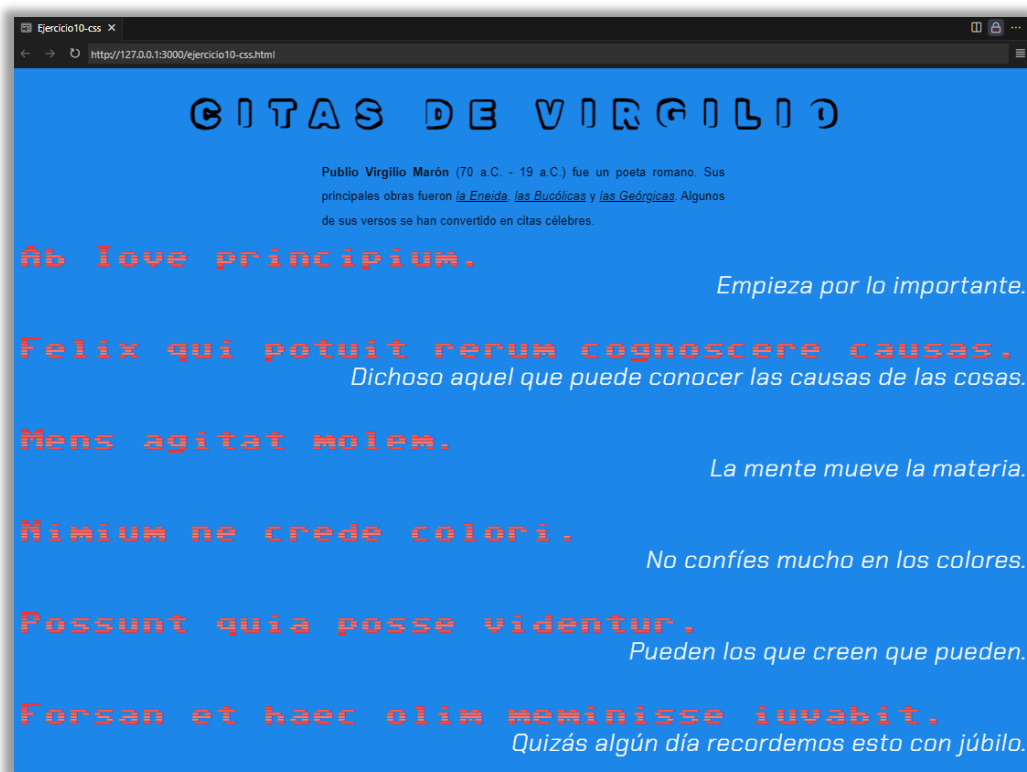 Ejercicio10-css
http://127.0.0.1:3000/ejercicio10-css.html
CITAS DE VIRGILIO
Publio Virgilio Marón (70 a.C. - 19 a.C.) fue un poeta romano. Sus
principales obras fueron la Eneida, las Bucólicas y las Geórgicas. Algunos
de sus versos se han convertido en citas célebres.
Ab Iove principium.
Empieza por lo importante.
Felix qui potuit rerum cognoscere causas.
Dichoso aquel que puede conocer las causas de las cosas.
Mens agitat molem.
La mente mueve la materia.
Nimium ne crede colori.
No confíes mucho en los colores.
Possunt quia posse videntur.
Pueden los que creen que pueden.
Forsan et haec olim meminisse iuvabit.
Quizás algún día recordemos esto con júbilo.